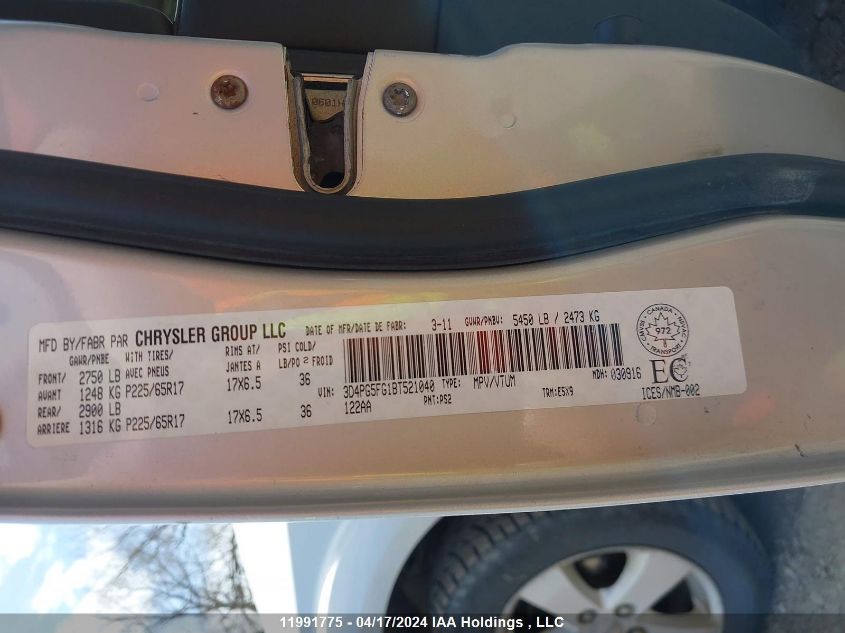 0601H
MFD BY/FABR PAR CHRYSLER GROUP LLC DATE OF MFR/DATE DE FABR: 3-11 GVWR/PNBV: 5450 LB / 2473 KG
GAWR/PNBE WITH TIRES/ RIMS AT/ PSI COLD/
AVEC PNEUS JANTES A LB/PO² FROID
FRONT/ 2750 LB
AVANT 1248 KG P225/65R17 17X6.5 36
REAR/ 2900 LB
ARRIERE 1316 KG P225/65R17 17X6.5 36
VIN: 3D4PG5FG1BT521040 TYPE: MPV/VTUM MDH: 030916
122AA PNT:PS2 TRM:E5X9 ICES/NMB-002
CANADA
972
EC
11991775 - 04/17/2024 IAA Holdings , LLC